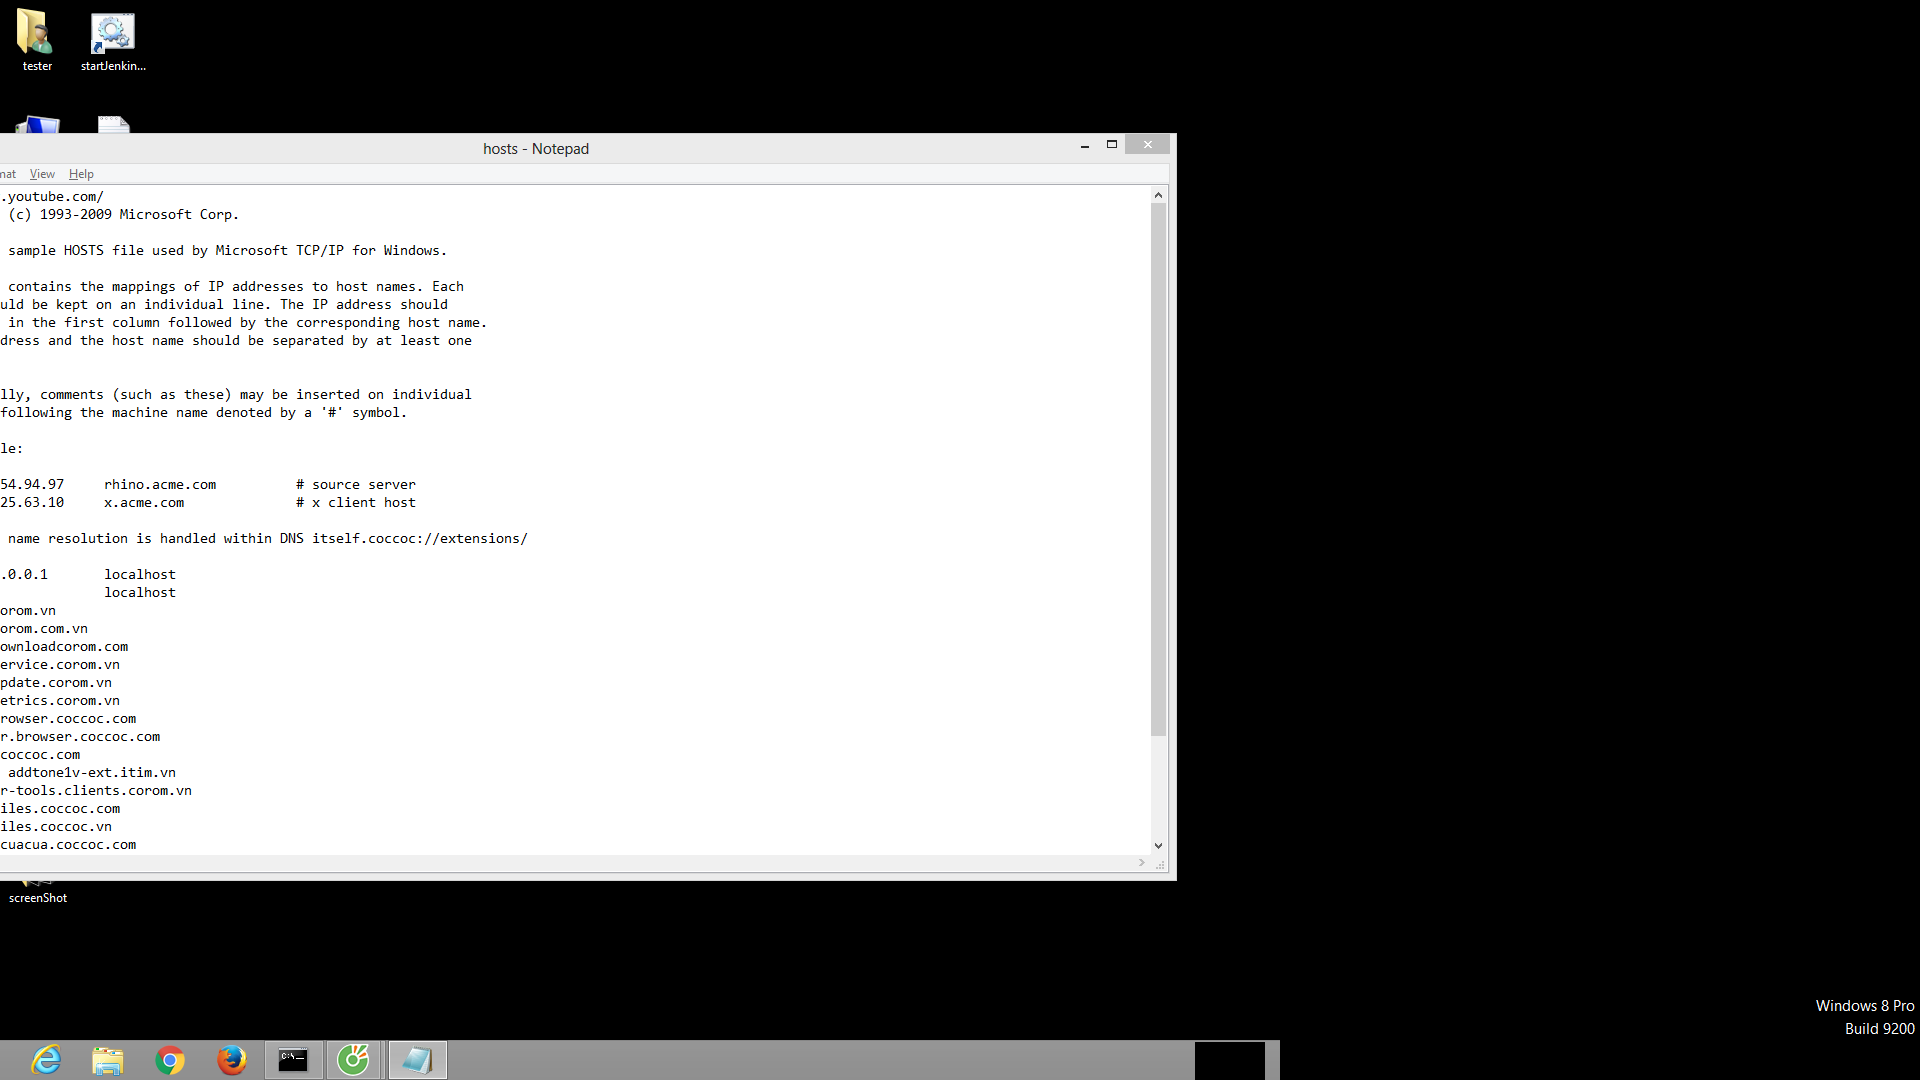 tester
startJenkin...
hosts - Notepad
mat View Help
.youtube.com/
(c) 1993-2009 Microsoft Corp.
sample HOSTS file used by Microsoft TCP/IP for Windows.
contains the mappings of IP addresses to host names. Each
uld be kept on an individual line. The IP address should
in the first column followed by the corresponding host name.
dress and the host name should be separated by at least one
lly, comments (such as these) may be inserted on individual
following the machine name denoted by a '#' symbol.
le:
54.94.97     rhino.acme.com          # source server
25.63.10     x.acme.com              # x client host
name resolution is handled within DNS itself.coccoc://extensions/
.0.0.1       localhost
localhost
orom.vn
orom.com.vn
ownloadcorom.com
ervice.corom.vn
pdate.corom.vn
etrics.corom.vn
rowser.coccoc.com
r.browser.coccoc.com
coccoc.com
addtone1v-ext.itim.vn
r-tools.clients.corom.vn
iles.coccoc.com
iles.coccoc.vn
cuacua.coccoc.com
screenShot
Windows 8 Pro
Build 9200
C:\._